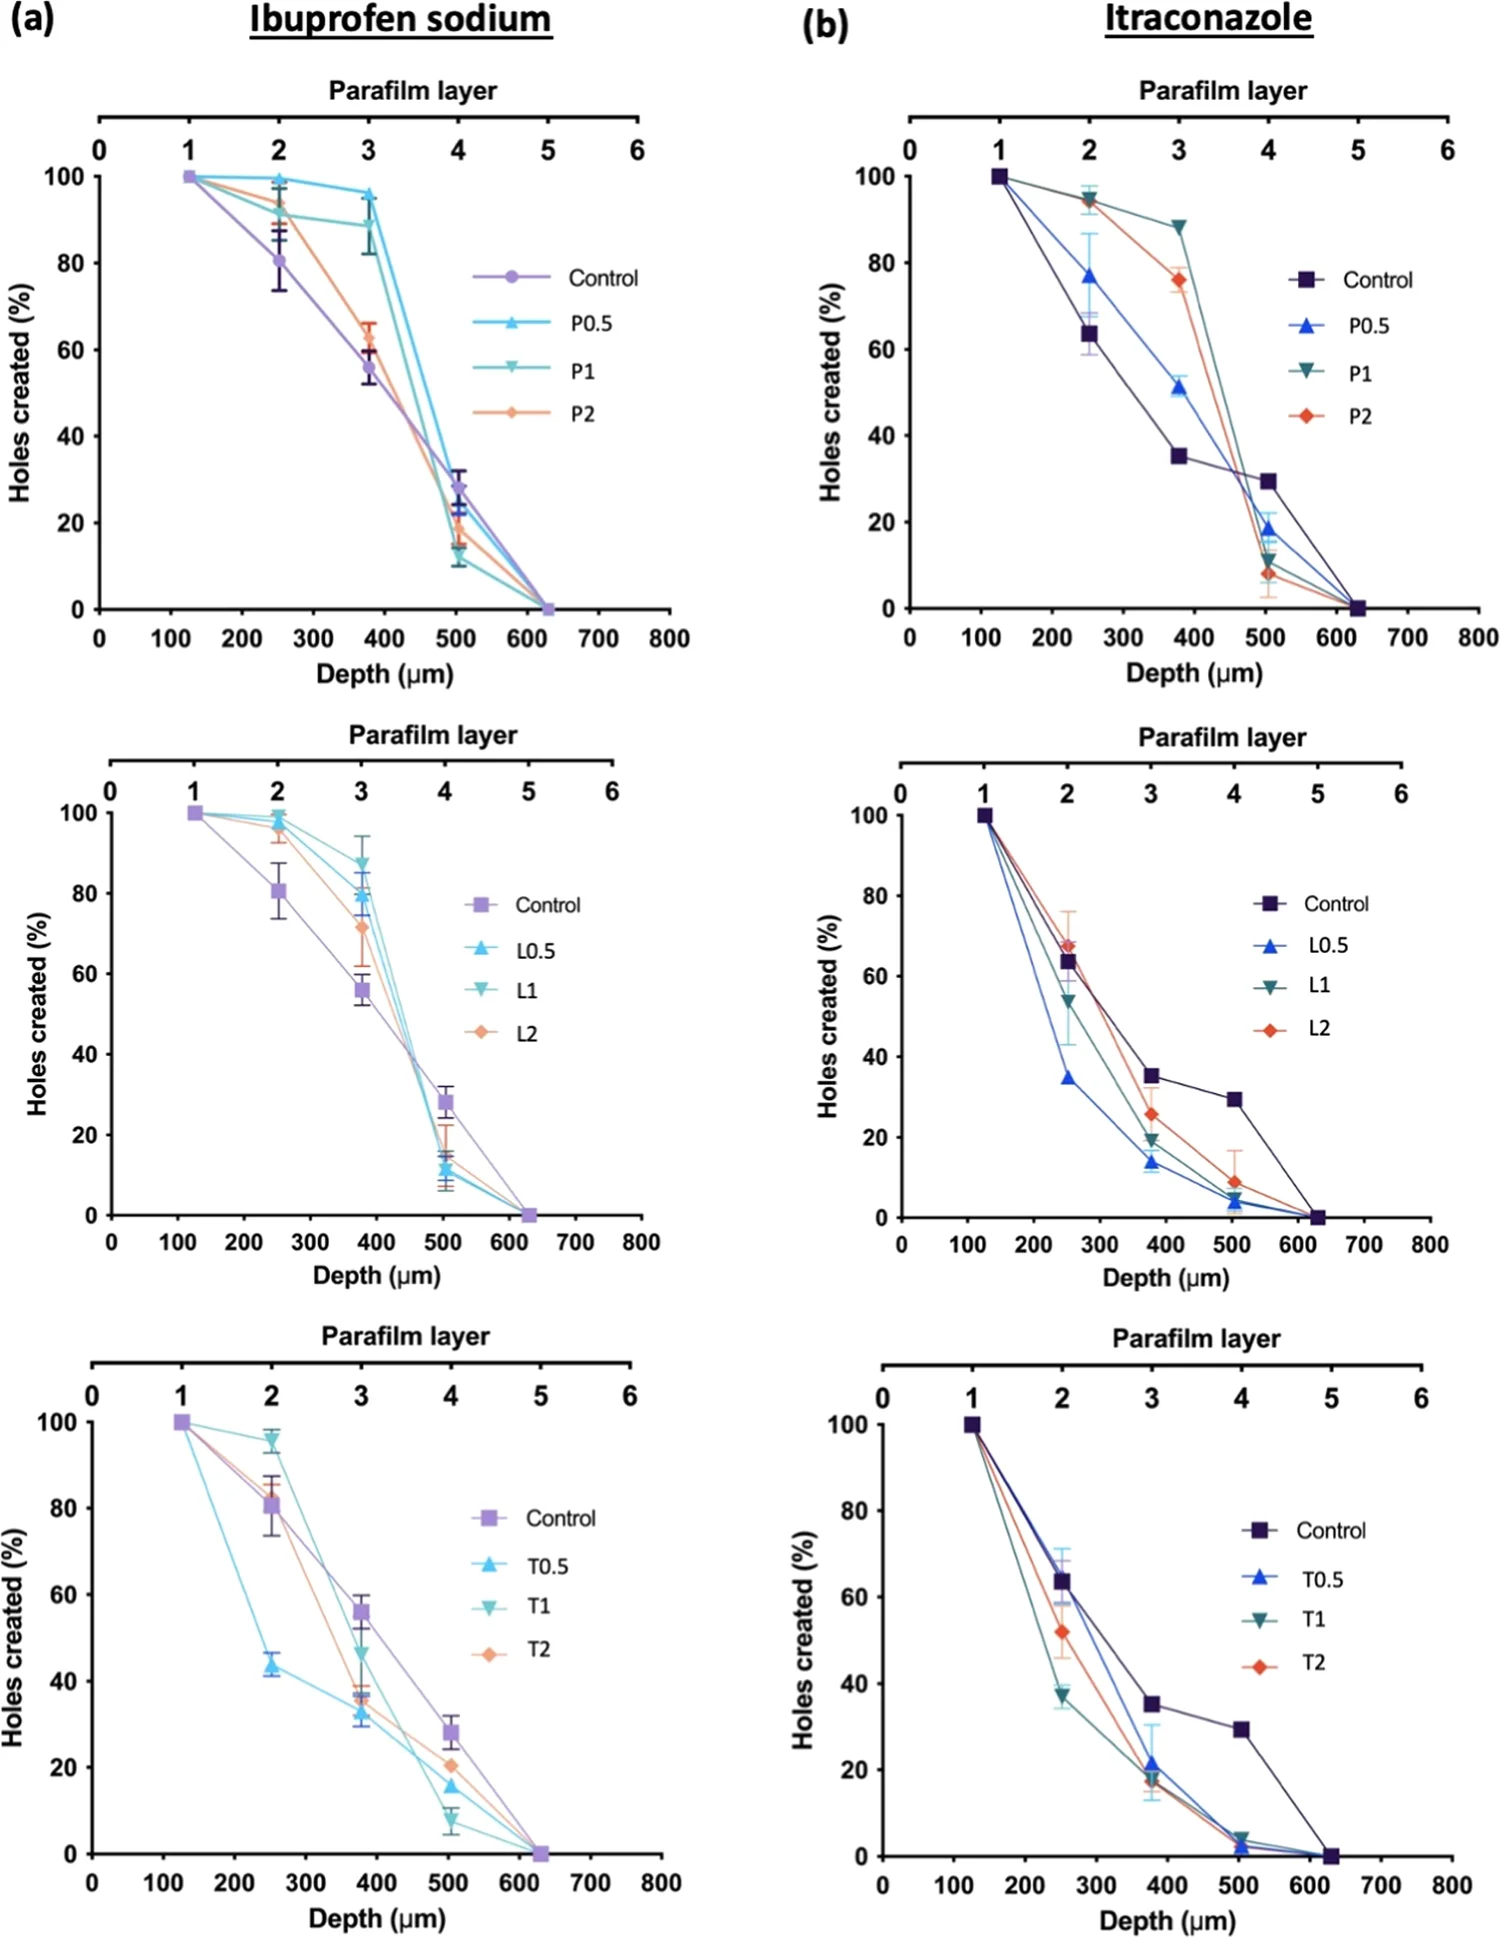 (a) Ibuprofen sodium
(b) Itraconazole
Parafilm layer
0 1 2 3 4 5 6
100
80
60
40
20
0
Holes created (%)
Control
P0.5
P1
P2
0 100 200 300 400 500 600 700 800
Depth (µm)
Parafilm layer
0 1 2 3 4 5 6
100
80
60
40
20
0
Holes created (%)
Control
P0.5
P1
P2
0 100 200 300 400 500 600 700 800
Depth (µm)
Parafilm layer
0 1 2 3 4 5 6
100
80
60
40
20
0
Holes created (%)
Control
L0.5
L1
L2
0 100 200 300 400 500 600 700 800
Depth (µm)
Parafilm layer
0 1 2 3 4 5 6
100
80
60
40
20
0
Holes created (%)
Control
L0.5
L1
L2
0 100 200 300 400 500 600 700 800
Depth (µm)
Parafilm layer
0 1 2 3 4 5 6
100
80
60
40
20
0
Holes created (%)
Control
T0.5
T1
T2
0 100 200 300 400 500 600 700 800
Depth (µm)
Parafilm layer
0 1 2 3 4 5 6
100
80
60
40
20
0
Holes created (%)
Control
T0.5
T1
T2
0 100 200 300 400 500 600 700 800
Depth (µm)